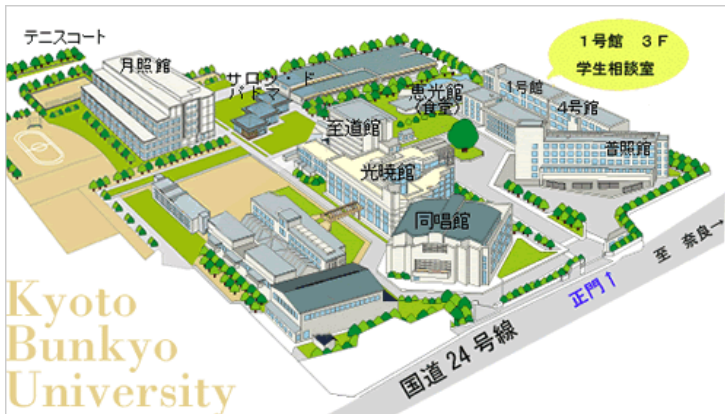 テニスコート
月照館
サロン・ド
パドマ
恵光館
(食堂)
1号館 3F
学生相談室
1号館
4号館
普照館
至道館
光暁館
同唱館
Kyoto
Bunkyo
University
国道24号線
正門↑
至 奈良→